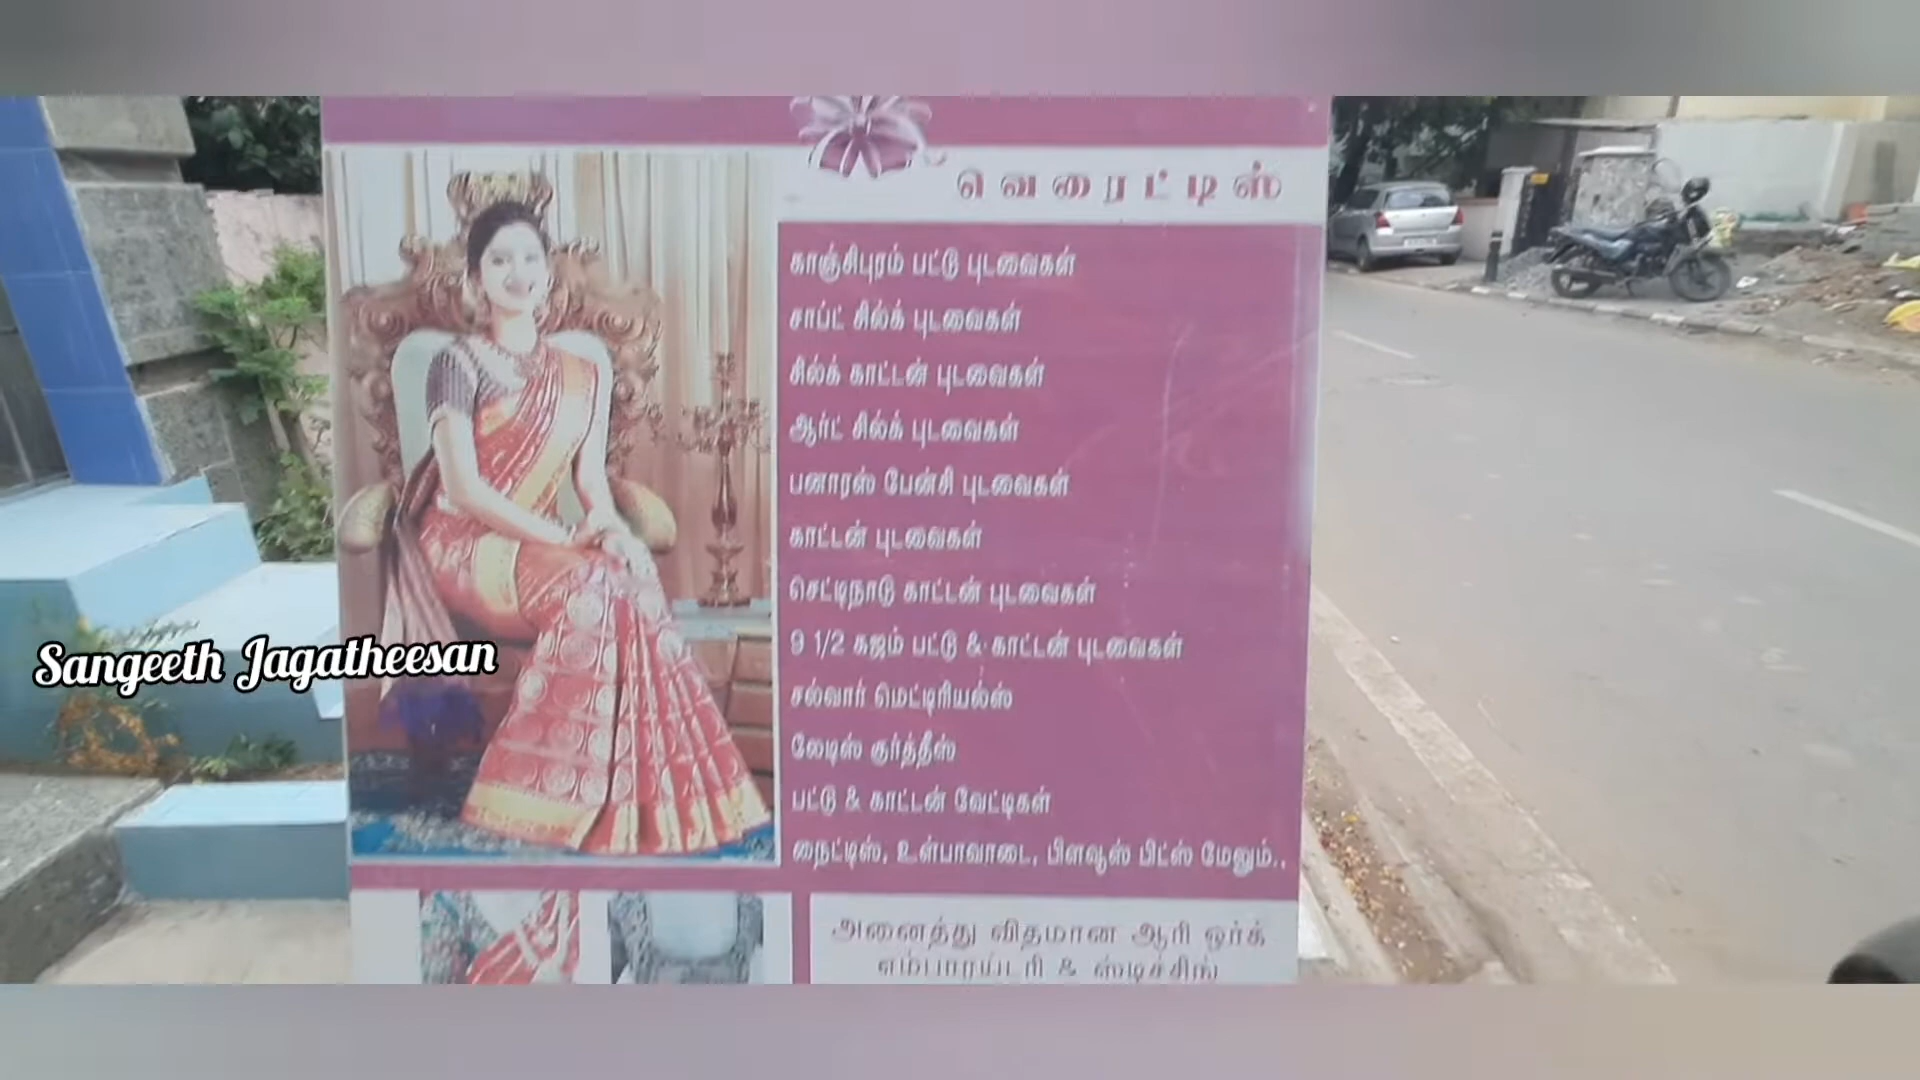 வெரைட்டிஸ்
காஞ்சிபுரம் பட்டு புடவைகள்
சாப்ட் சில்க் புடவைகள்
சில்க் காட்டன் புடவைகள்
ஆர்ட் சில்க் புடவைகள்
பனாரஸ் பேன்சி புடவைகள்
காட்டன் புடவைகள்
செட்டிநாடு காட்டன் புடவைகள்
9 1/2 கஜம் பட்டு & காட்டன் புடவைகள்
சல்வார் மெட்டிரியல்ஸ்
லேடிஸ் குர்த்தீஸ்
பட்டு & காட்டன் வேட்டிகள்
நைட்டிஸ், உள்பாவாடை, பிளவுஸ் பிட்ஸ் மேலும்..
அனைத்து விதமான ஆரி ஒர்க்
எம்பாராய்டரி & ஸ்டிச்சிங்
Sangeeth Jagatheesan